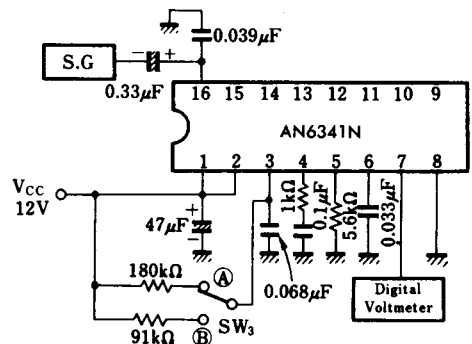 0.039μF
S.G
− +
0.33μF
16 15 14 13 12 11 10 9
AN6341N
1 2 3 4 5 6 7 8
VCC
12V
+
47μF
−
1kΩ
0.1μF
5.6kΩ
0.033μF
180kΩ
A
0.068μF
Digital
Voltmeter
SW3
91kΩ
B